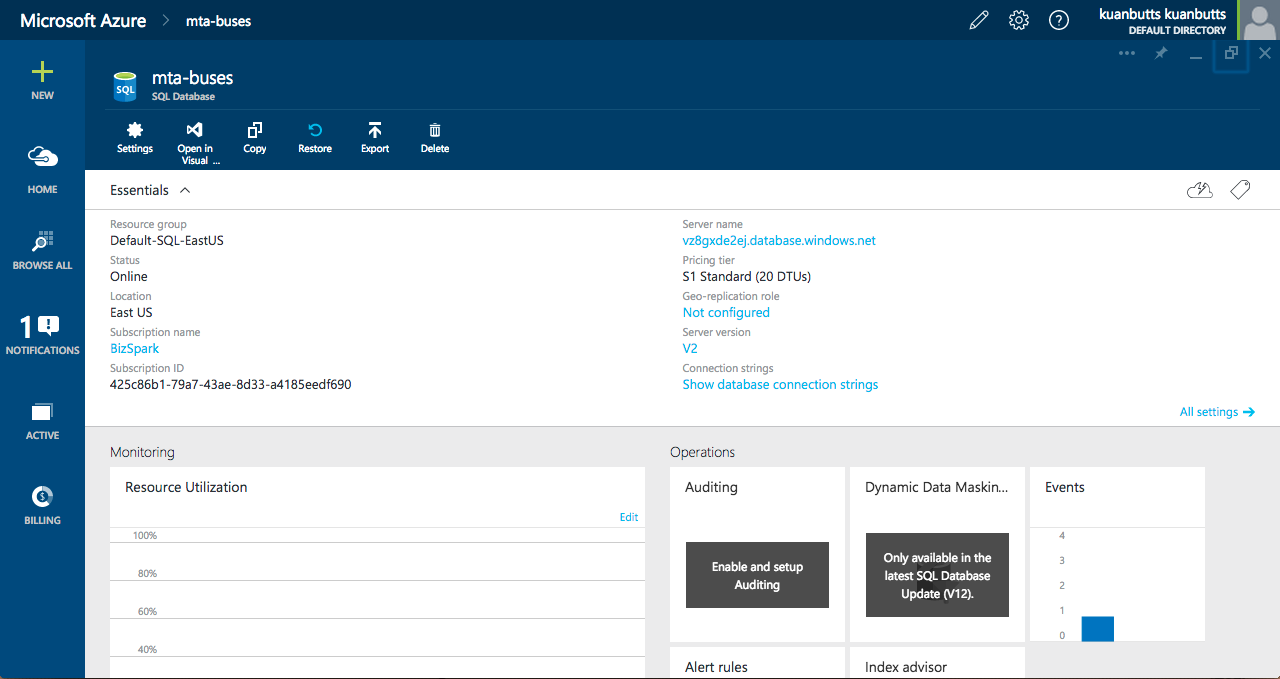 Microsoft Azure > mta-buses
kuanbutts kuanbutts
DEFAULT DIRECTORY
NEW
HOME
BROWSE ALL
1
NOTIFICATIONS
ACTIVE
BILLING
SQL
mta-buses
SQL Database
Settings
Open in Visual ...
Copy
Restore
Export
Delete
Essentials
Resource group
Default-SQL-EastUS
Status
Online
Location
East US
Subscription name
BizSpark
Subscription ID
425c86b1-79a7-43ae-8d33-a4185eedf690
Server name
vz8gxde2ej.database.windows.net
Pricing tier
S1 Standard (20 DTUs)
Geo-replication role
Not configured
Server version
V2
Connection strings
Show database connection strings
All settings →
Monitoring
Resource Utilization
Edit
100%
80%
60%
40%
Operations
Auditing
Enable and setup
Auditing
Dynamic Data Maskin...
Only available in the
latest SQL Database
Update (V12).
Events
4
3
2
1
0
Alert rules
Index advisor